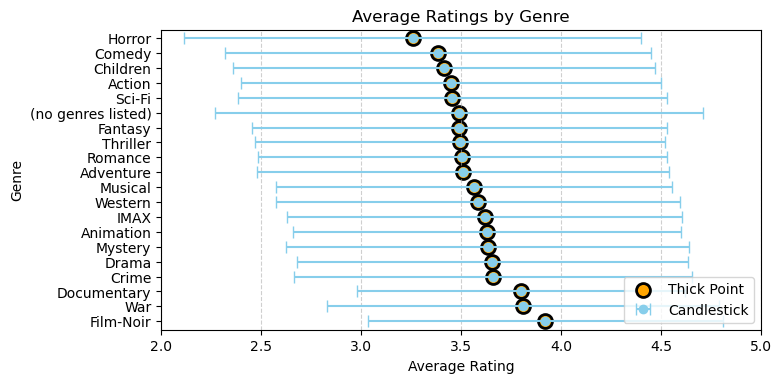 Average Ratings by Genre
Genre
Horror
Comedy
Children
Action
Sci-Fi
(no genres listed)
Fantasy
Thriller
Romance
Adventure
Musical
Western
IMAX
Animation
Mystery
Drama
Crime
Documentary
War
Film-Noir
Thick Point
Candlestick
2.0 2.5 3.0 3.5 4.0 4.5 5.0
Average Rating